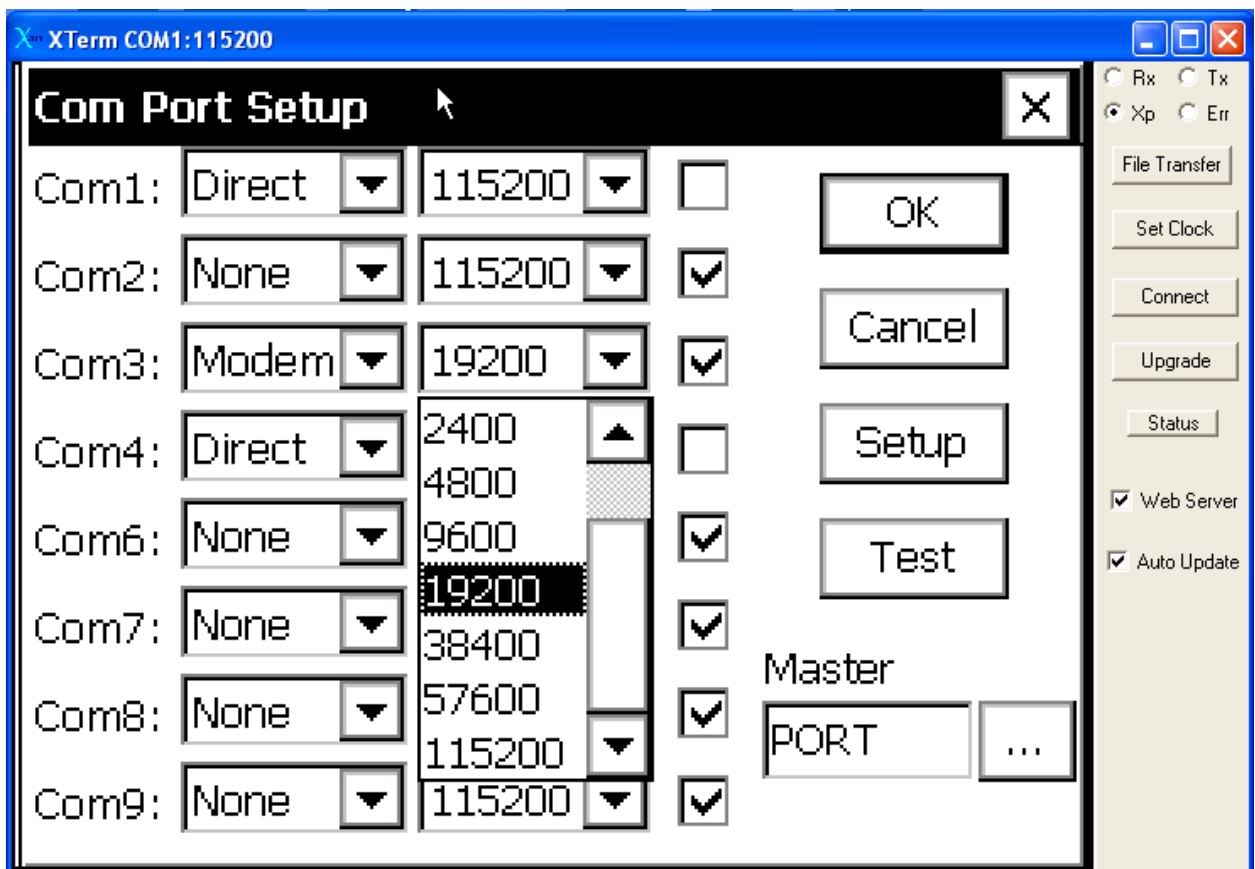 XTerm COM1:115200
Com Port Setup
Com1: Direct 115200
Com2: None 115200
Com3: Modem 19200
Com4: Direct
Com6: None
Com7: None
Com8: None
Com9: None 115200
2400
4800
9600
19200
38400
57600
115200
OK
Cancel
Setup
Test
Master
PORT ...
Rx Tx
Xp Err
File Transfer
Set Clock
Connect
Upgrade
Status
Web Server
Auto Update